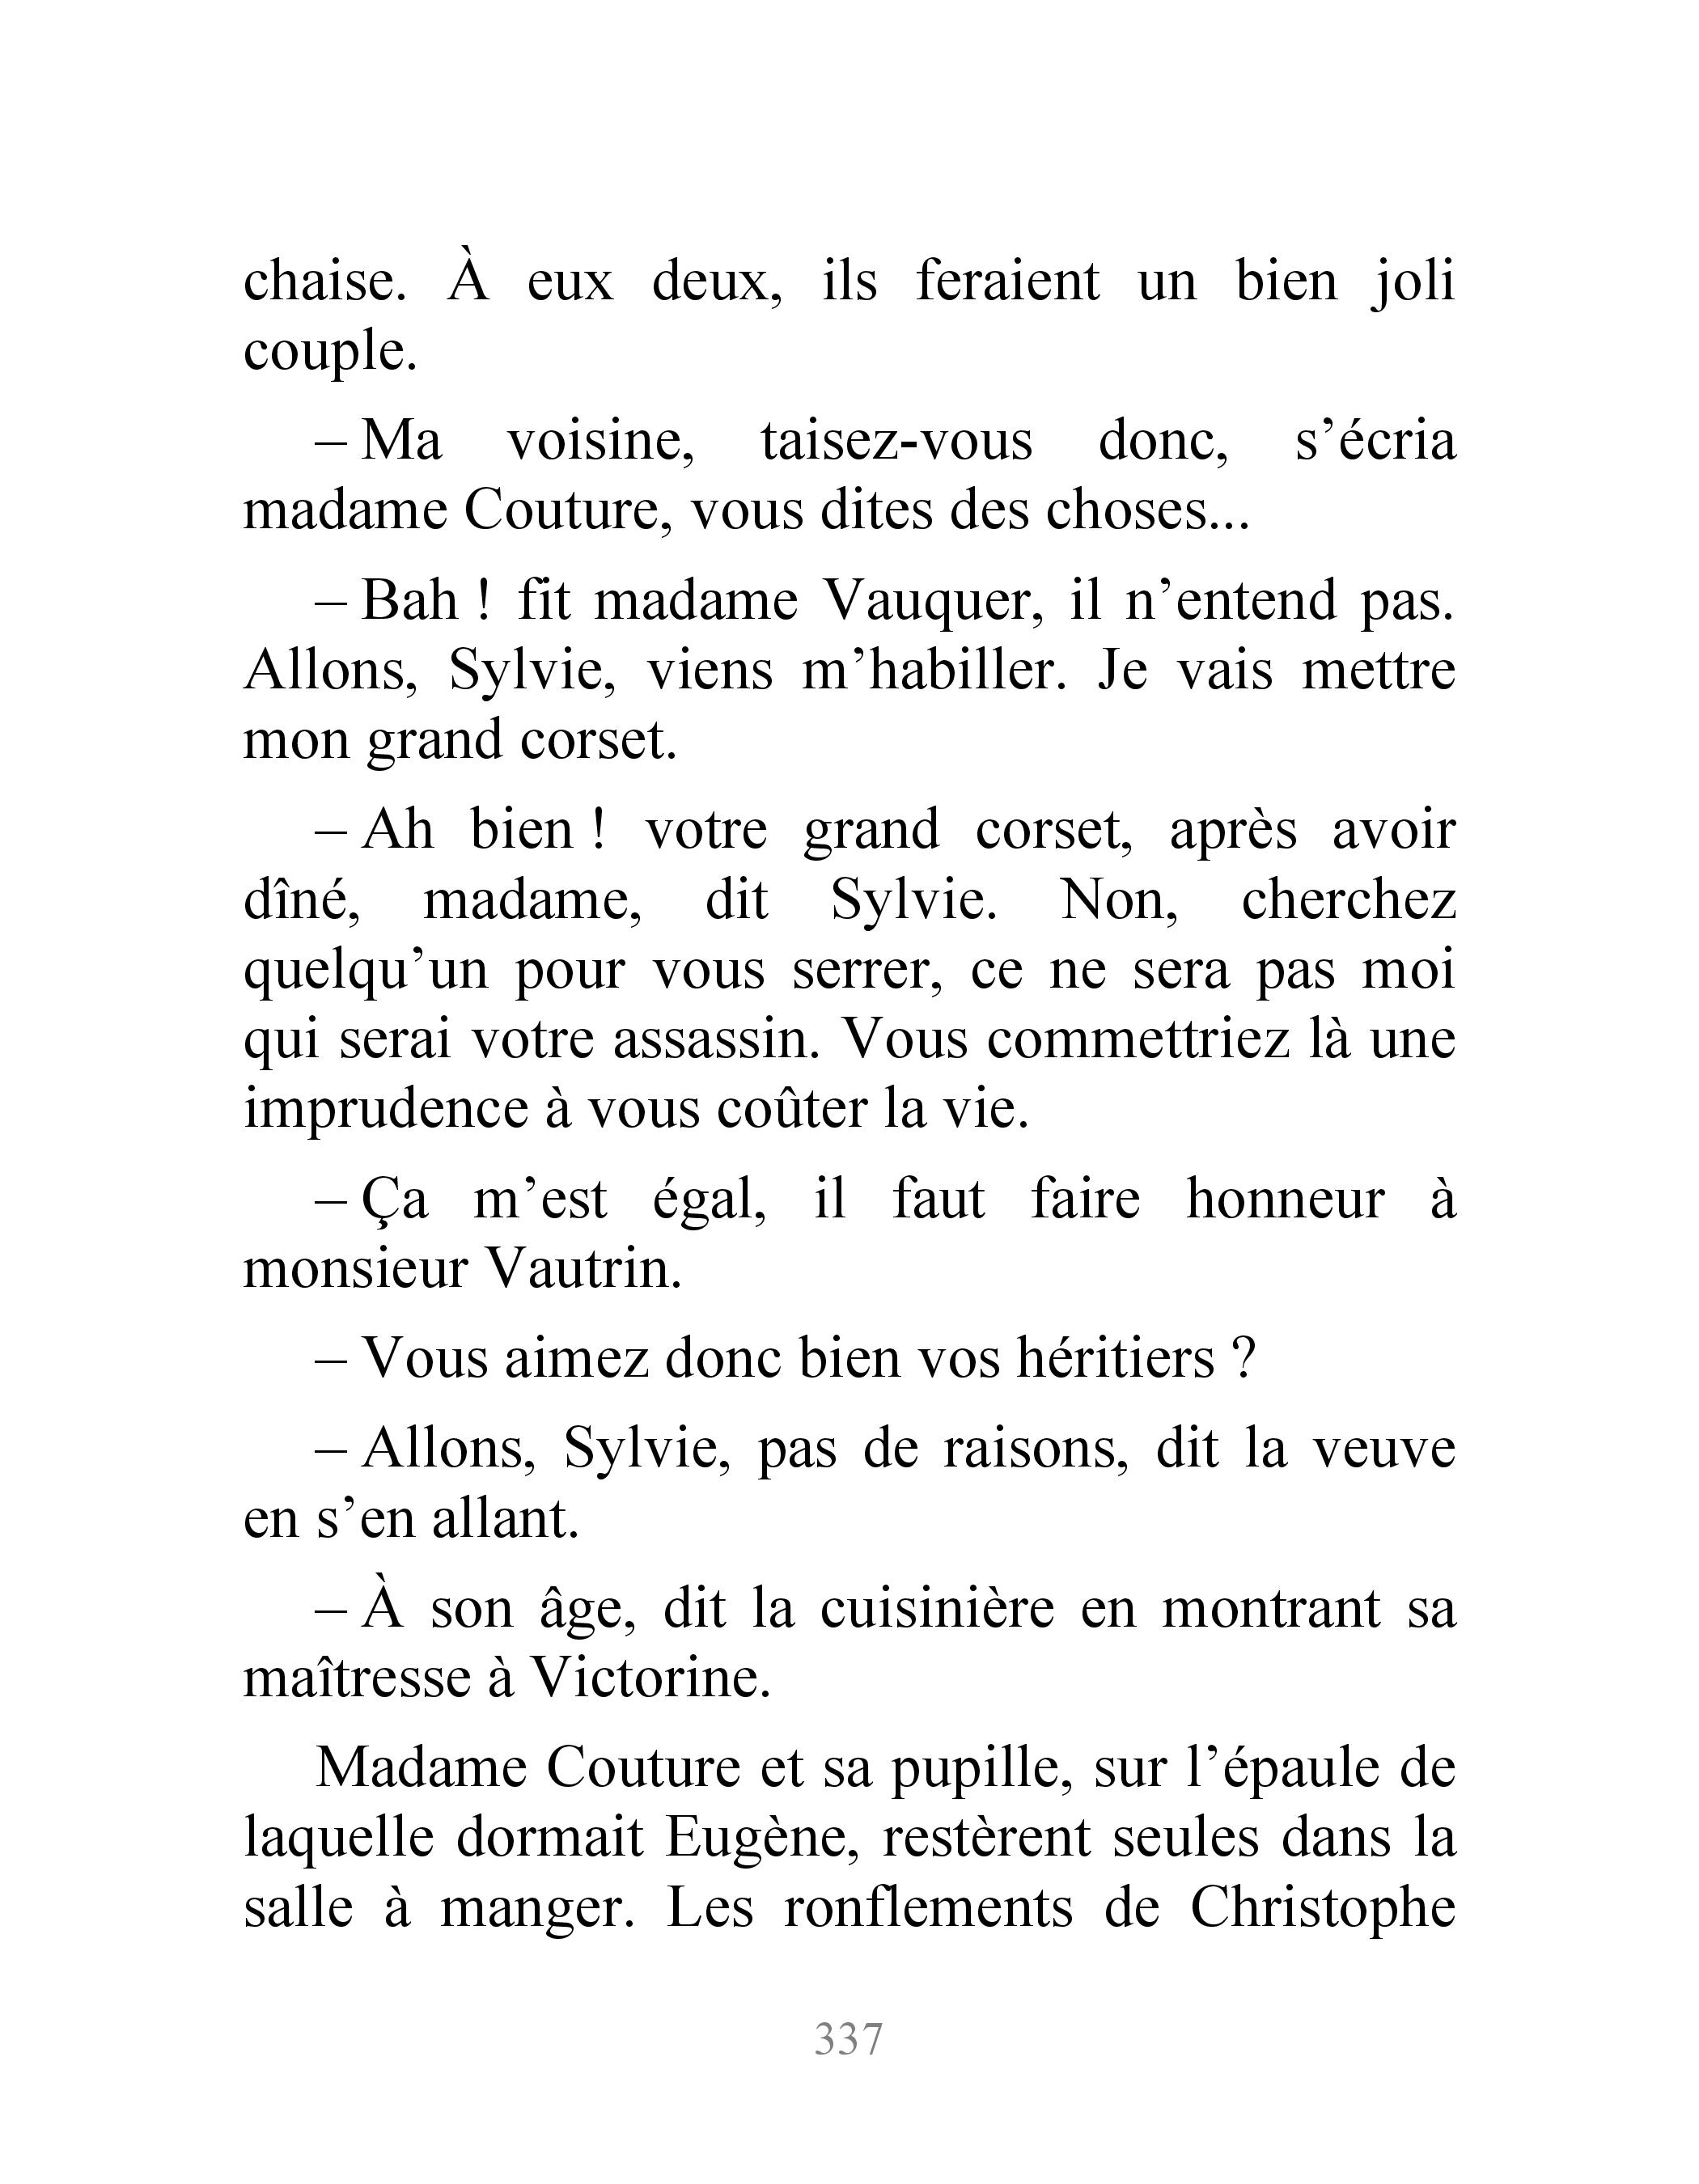 chaise. À eux deux, ils feraient un bien joli
couple.
– Ma voisine, taisez-vous donc, s’écria
madame Couture, vous dites des choses...
– Bah ! fit madame Vauquer, il n’entend pas.
Allons, Sylvie, viens m’habiller. Je vais mettre
mon grand corset.
– Ah bien ! votre grand corset, après avoir
dîné, madame, dit Sylvie. Non, cherchez
quelqu’un pour vous serrer, ce ne sera pas moi
qui serai votre assassin. Vous commettriez là une
imprudence à vous coûter la vie.
– Ça m’est égal, il faut faire honneur à
monsieur Vautrin.
– Vous aimez donc bien vos héritiers ?
– Allons, Sylvie, pas de raisons, dit la veuve
en s’en allant.
– À son âge, dit la cuisinière en montrant sa
maîtresse à Victorine.
Madame Couture et sa pupille, sur l’épaule de
laquelle dormait Eugène, restèrent seules dans la
salle à manger. Les ronflements de Christophe
337